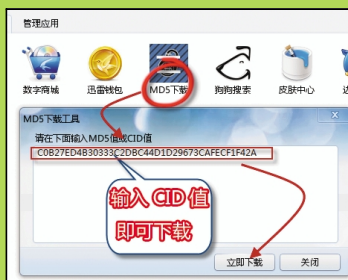 管理应用
数字商城
迅雷钱包
MD5下载
狗狗搜索
皮肤中心
MD5下载工具
请在下面输入MD5值或CID值
C0B27ED4B30333C2DBC44D1D29673CAFECF1F42A
输入 CID 值
即可下载
立即下载
关闭